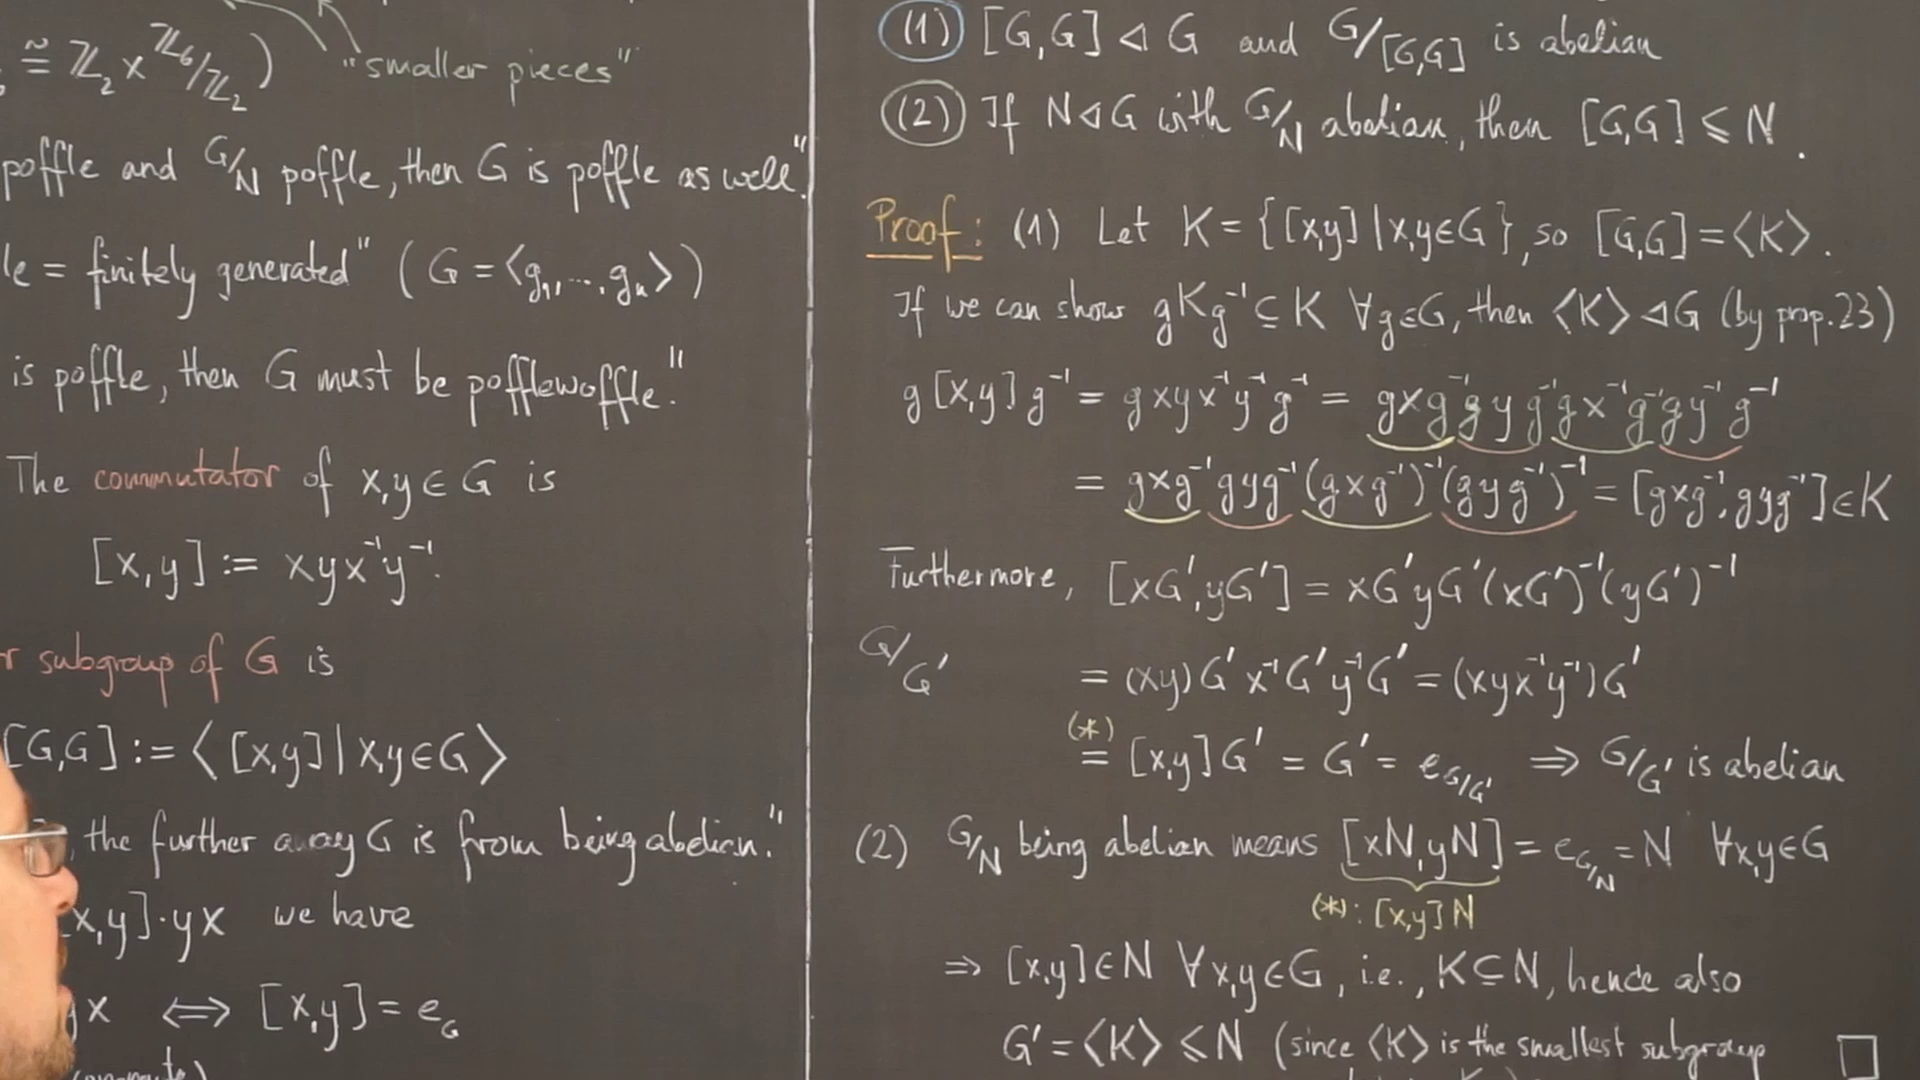 ≅ ℤ₂ × ℤ₆/ℤ₂)
"smaller pieces"
poffle and G/N poffle, then G is poffle as well."
le = finitely generated" (G = ⟨g₁, ..., gₙ⟩)
is poffle, then G must be pofflewoffle."
The commutator of x,y ∈ G is
[x,y] := xyx⁻¹y⁻¹.
r subgroup of G is
[G,G] := ⟨[x,y] | x,y ∈ G⟩
the further away G is from being abelian."
x,y]·yx we have
x ⟺ [x,y] = e_G
(1) [G,G] ◁ G and G/[G,G] is abelian
(2) If N ◁ G with G/N abelian, then [G,G] ≤ N.
Proof: (1) Let K = {[x,y] | x,y ∈ G}, so [G,G] = ⟨K⟩.
If we can show gKg⁻¹ ⊆ K ∀g∈G, then ⟨K⟩ ◁ G (by prop. 23)
g[x,y]g⁻¹ = gxyx⁻¹y⁻¹g⁻¹ = gxg⁻¹gyg⁻¹gx⁻¹g⁻¹gy⁻¹g⁻¹
= gxg⁻¹gyg⁻¹(gxg⁻¹)⁻¹(gyg⁻¹)⁻¹ = [gxg⁻¹, gyg⁻¹] ∈ K
Furthermore, [xG',yG'] = xG'yG'(xG')⁻¹(yG')⁻¹
G/G' = (xy)G'x⁻¹G'y⁻¹G' = (xyx⁻¹y⁻¹)G'
(*)
= [x,y]G' = G' = e_G/G' ⟹ G/G' is abelian
(2) G/N being abelian means [xN,yN] = e_G/N = N ∀x,y∈G
(*): [x,y]N
⟹ [x,y]∈N ∀x,y∈G, i.e., K⊆N, hence also
G' = ⟨K⟩ ≤ N (since ⟨K⟩ is the smallest subgroup □